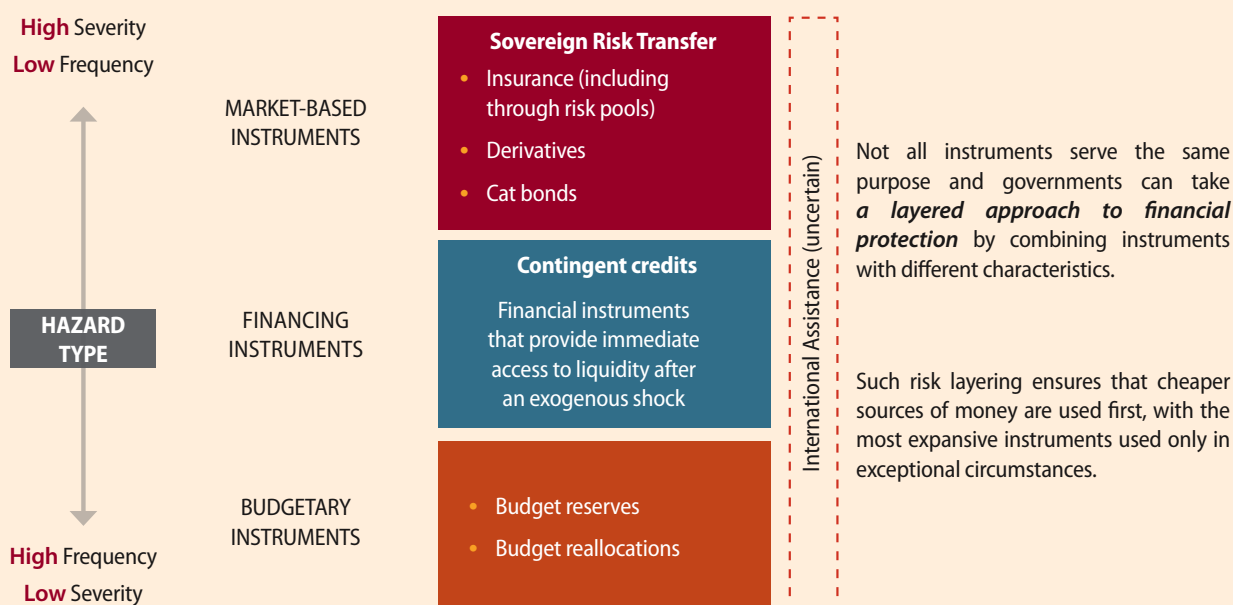 High Severity
Low Frequency
HAZARD
TYPE
High Frequency
Low Severity
MARKET-BASED
INSTRUMENTS
FINANCING
INSTRUMENTS
BUDGETARY
INSTRUMENTS
Sovereign Risk Transfer
• Insurance (including
through risk pools)
• Derivatives
• Cat bonds
Contingent credits
Financial instruments
that provide immediate
access to liquidity after
an exogenous shock
• Budget reserves
• Budget reallocations
International Assistance (uncertain)
Not all instruments serve the same
purpose and governments can take
a layered approach to financial
protection by combining instruments
with different characteristics.
Such risk layering ensures that cheaper
sources of money are used first, with the
most expansive instruments used only in
exceptional circumstances.